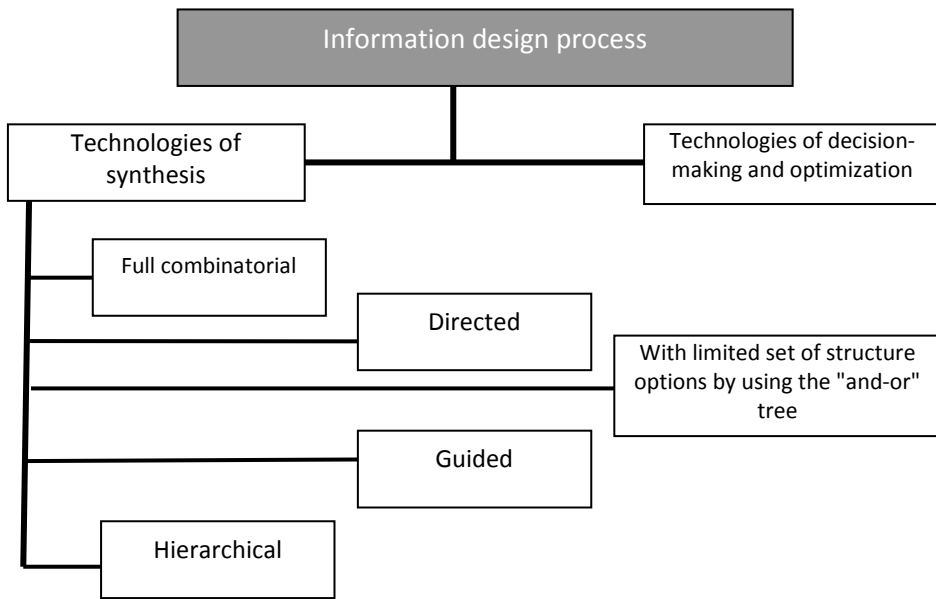 Information design process
Technologies of
synthesis
Technologies of decision-
making and optimization
Full combinatorial
Directed
With limited set of structure
options by using the "and-or"
tree
Guided
Hierarchical